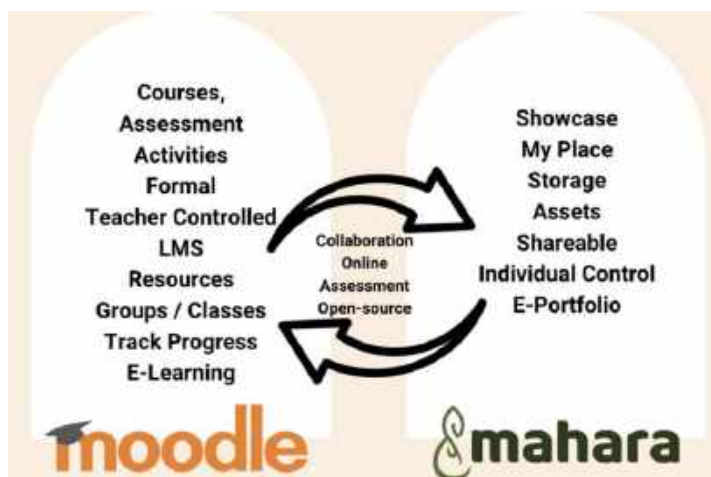 Courses,
Assessment
Activities
Formal
Teacher Controlled
LMS
Resources
Groups / Classes
Track Progress
E-Learning
Collaboration
Online
Assessment
Open-source
Showcase
My Place
Storage
Assets
Shareable
Individual Control
E-Portfolio
moodle
mahara